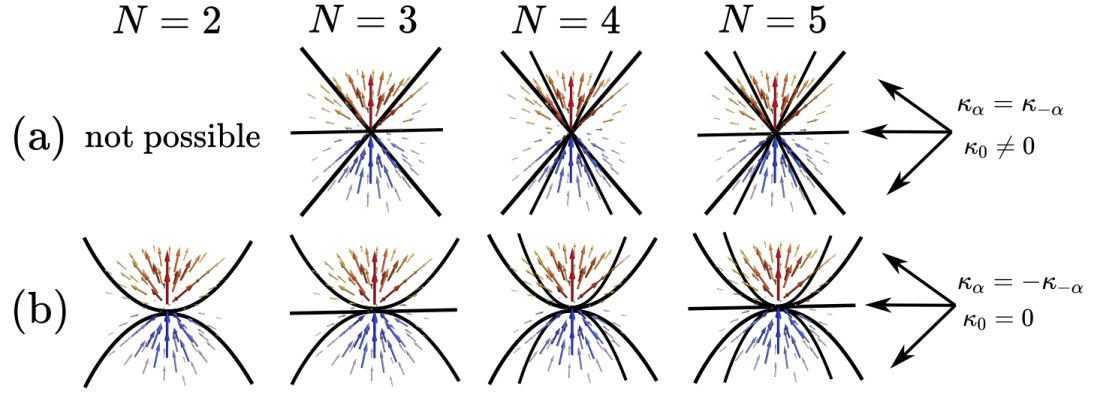 N = 2 N = 3 N = 4 N = 5
(a) not possible
κ_α = κ_{-α}
κ_0 ≠ 0
(b)
κ_α = -κ_{-α}
κ_0 = 0